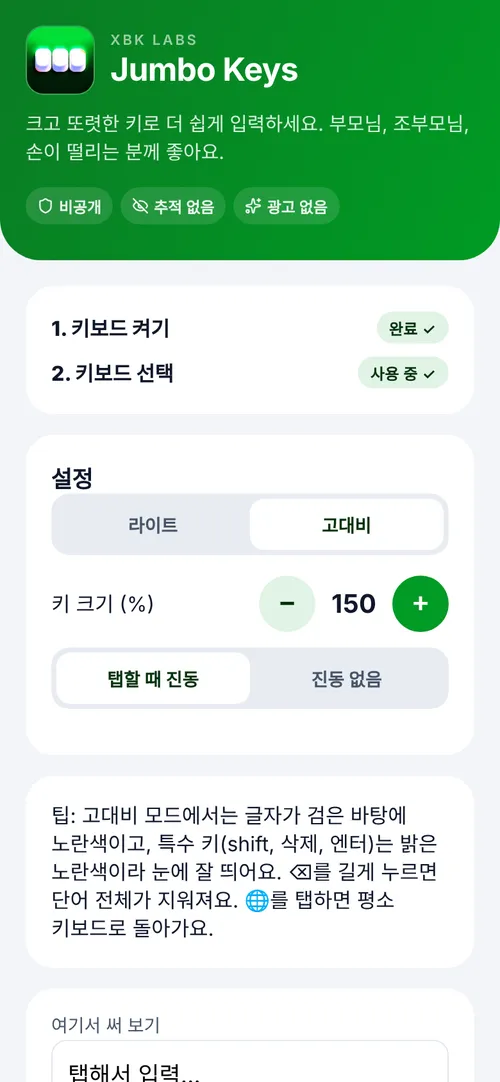 XBK LABS
Jumbo Keys
크고 또렷한 키로 더 쉽게 입력하세요. 부모님, 조부모님,
손이 떨리는 분께 좋아요.
비공개 추적 없음 광고 없음
1. 키보드 켜기 완료 ✓
2. 키보드 선택 사용 중 ✓
설정
라이트 고대비
키 크기 (%) − 150 +
탭할 때 진동 진동 없음
팁: 고대비 모드에서는 글자가 검은 바탕에
노란색이고, 특수 키(shift, 삭제, 엔터)는 밝은
노란색이라 눈에 잘 띄어요. ⌫를 길게 누르면
단어 전체가 지워져요. 🌐를 탭하면 평소
키보드로 돌아가요.
여기서 써 보기
탭해서 입력...